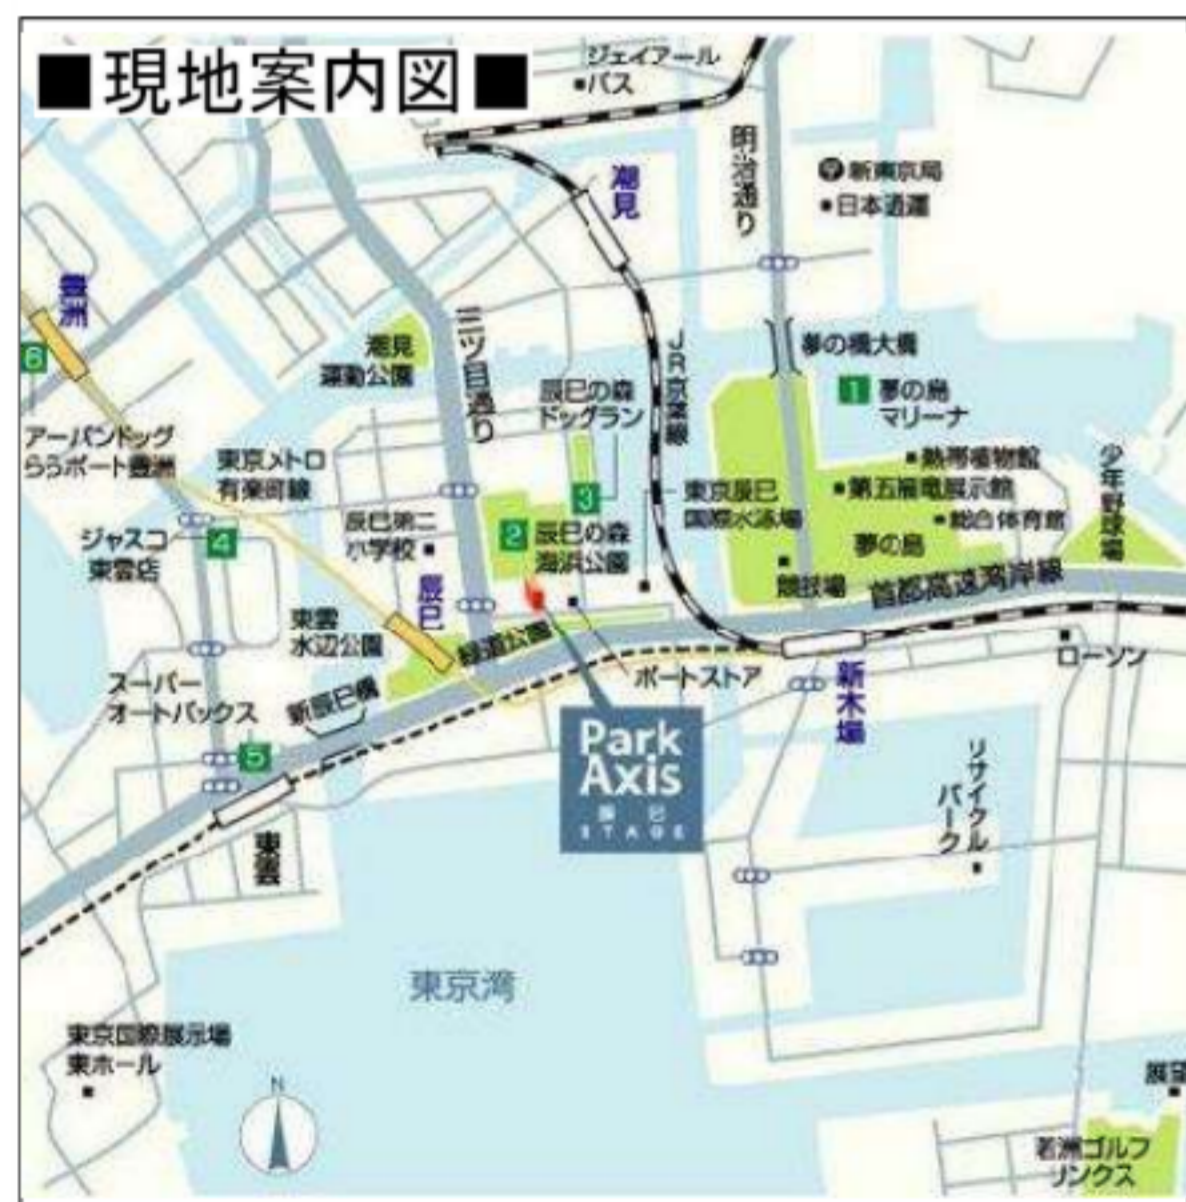 ■現地案内図■
ジェイアール
バス
明治通り
新東京局
日本通運
潮見
豊洲
6
潮見
運動公園
三ツ目通り
JR京葉線
夢の橋大橋
1
夢の島
マリーナ
辰巳の森
ドッグラン
アーバンドッグ
ららポート豊洲
東京メトロ
有楽町線
熱帯植物館
第五福竜展示館
総合体育館
夢の島
少年野球場
東京辰巳
国際水泳場
3
2
辰巳の森
海浜公園
辰巳第二
小学校
ジャスコ
東雲店
4
辰巳
競技場
首都高速湾岸線
東雲
水辺公園
緑道公園
ローソン
ポートストア
新木場
スーパー
オートバックス
新辰巳橋
5
Park
Axis
辰巳
STAGE
リサイクル
パーク
東雲
東京湾
東京国際展示場
東ホール
N
展望
若洲ゴルフ
リンクス